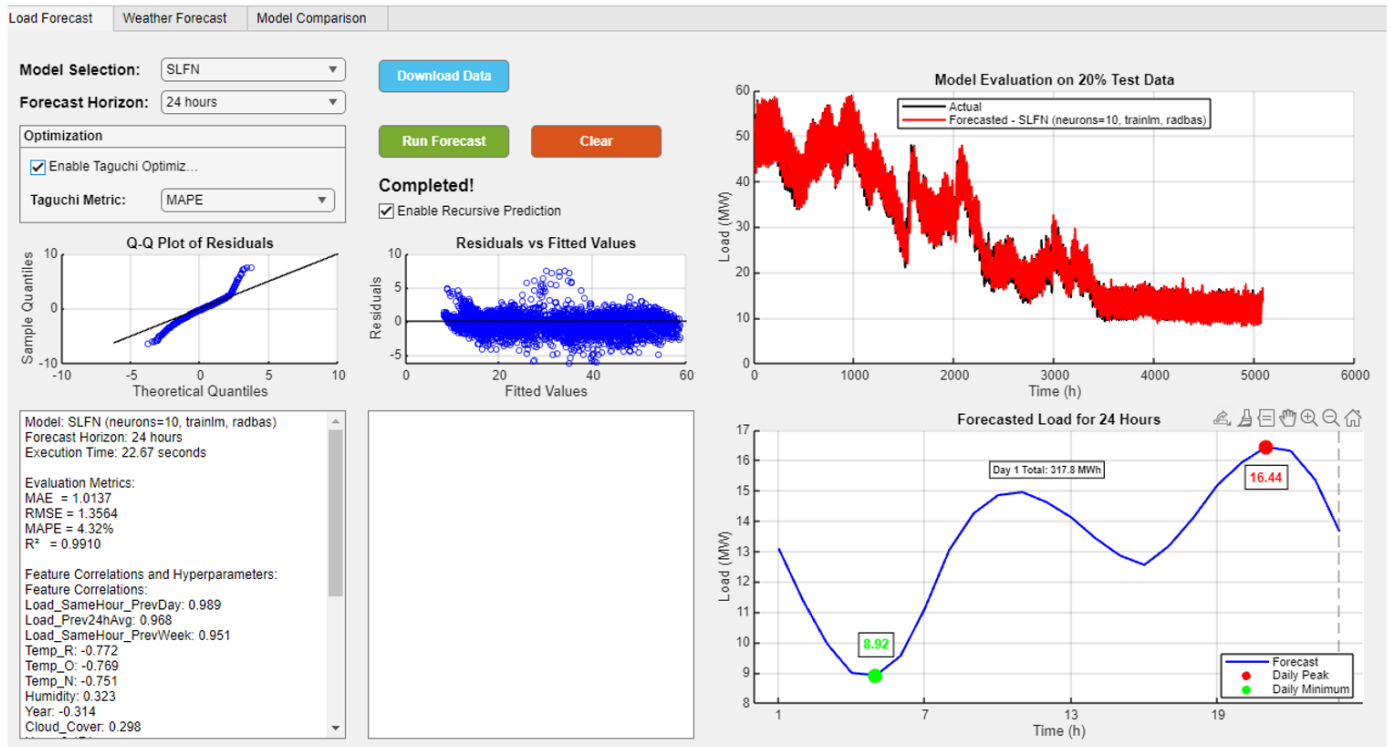 Load Forecast
Weather Forecast
Model Comparison
Model Selection:
SLFN
Forecast Horizon:
24 hours
Download Data
Optimization
Enable Taguchi Optimiz...
Taguchi Metric:
MAPE
Run Forecast
Clear
Completed!
Enable Recursive Prediction
Model Evaluation on 20% Test Data
Actual
Forecasted - SLFN (neurons=10, trainlm, radbas)
60
50
40
30
20
10
0
Load (MW)
0 1000 2000 3000 4000 5000 6000
Time (h)
Q-Q Plot of Residuals
10
0
-10
Sample Quantiles
-10 -5 0 5 10
Theoretical Quantiles
Residuals vs Fitted Values
10
5
0
-5
Residuals
0 20 40 60
Fitted Values
Model: SLFN (neurons=10, trainlm, radbas)
Forecast Horizon: 24 hours
Execution Time: 22.67 seconds
Evaluation Metrics:
MAE = 1.0137
RMSE = 1.3564
MAPE = 4.32%
R² = 0.9910
Feature Correlations and Hyperparameters:
Feature Correlations:
Load_SameHour_PrevDay: 0.989
Load_Prev24hAvg: 0.968
Load_SameHour_PrevWeek: 0.951
Temp_R: -0.772
Temp_O: -0.769
Temp_N: -0.751
Humidity: 0.323
Year: -0.314
Cloud_Cover: 0.298
Forecasted Load for 24 Hours
17
16
15
14
13
12
11
10
9
8
Load (MW)
Day 1 Total: 317.8 MWh
16.44
8.92
Forecast
Daily Peak
Daily Minimum
1 7 13 19
Time (h)